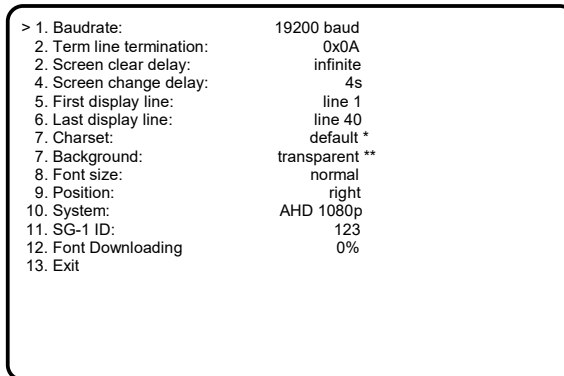 > 1. Baudrate: 19200 baud
2. Term line termination: 0x0A
2. Screen clear delay: infinite
4. Screen change delay: 4s
5. First display line: line 1
6. Last display line: line 40
7. Charset: default *
7. Background: transparent **
8. Font size: normal
9. Position: right
10. System: AHD 1080p
11. SG-1 ID: 123
12. Font Downloading 0%
13. Exit